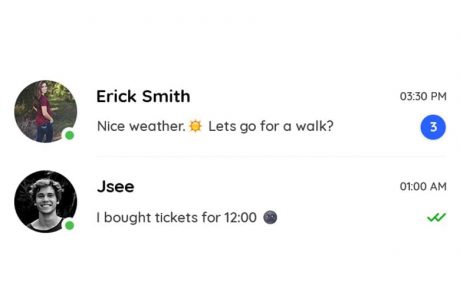 Erick Smith
03:30 PM
Nice weather.☀️ Lets go for a walk?
3
Jsee
01:00 AM
I bought tickets for 12:00 🌚